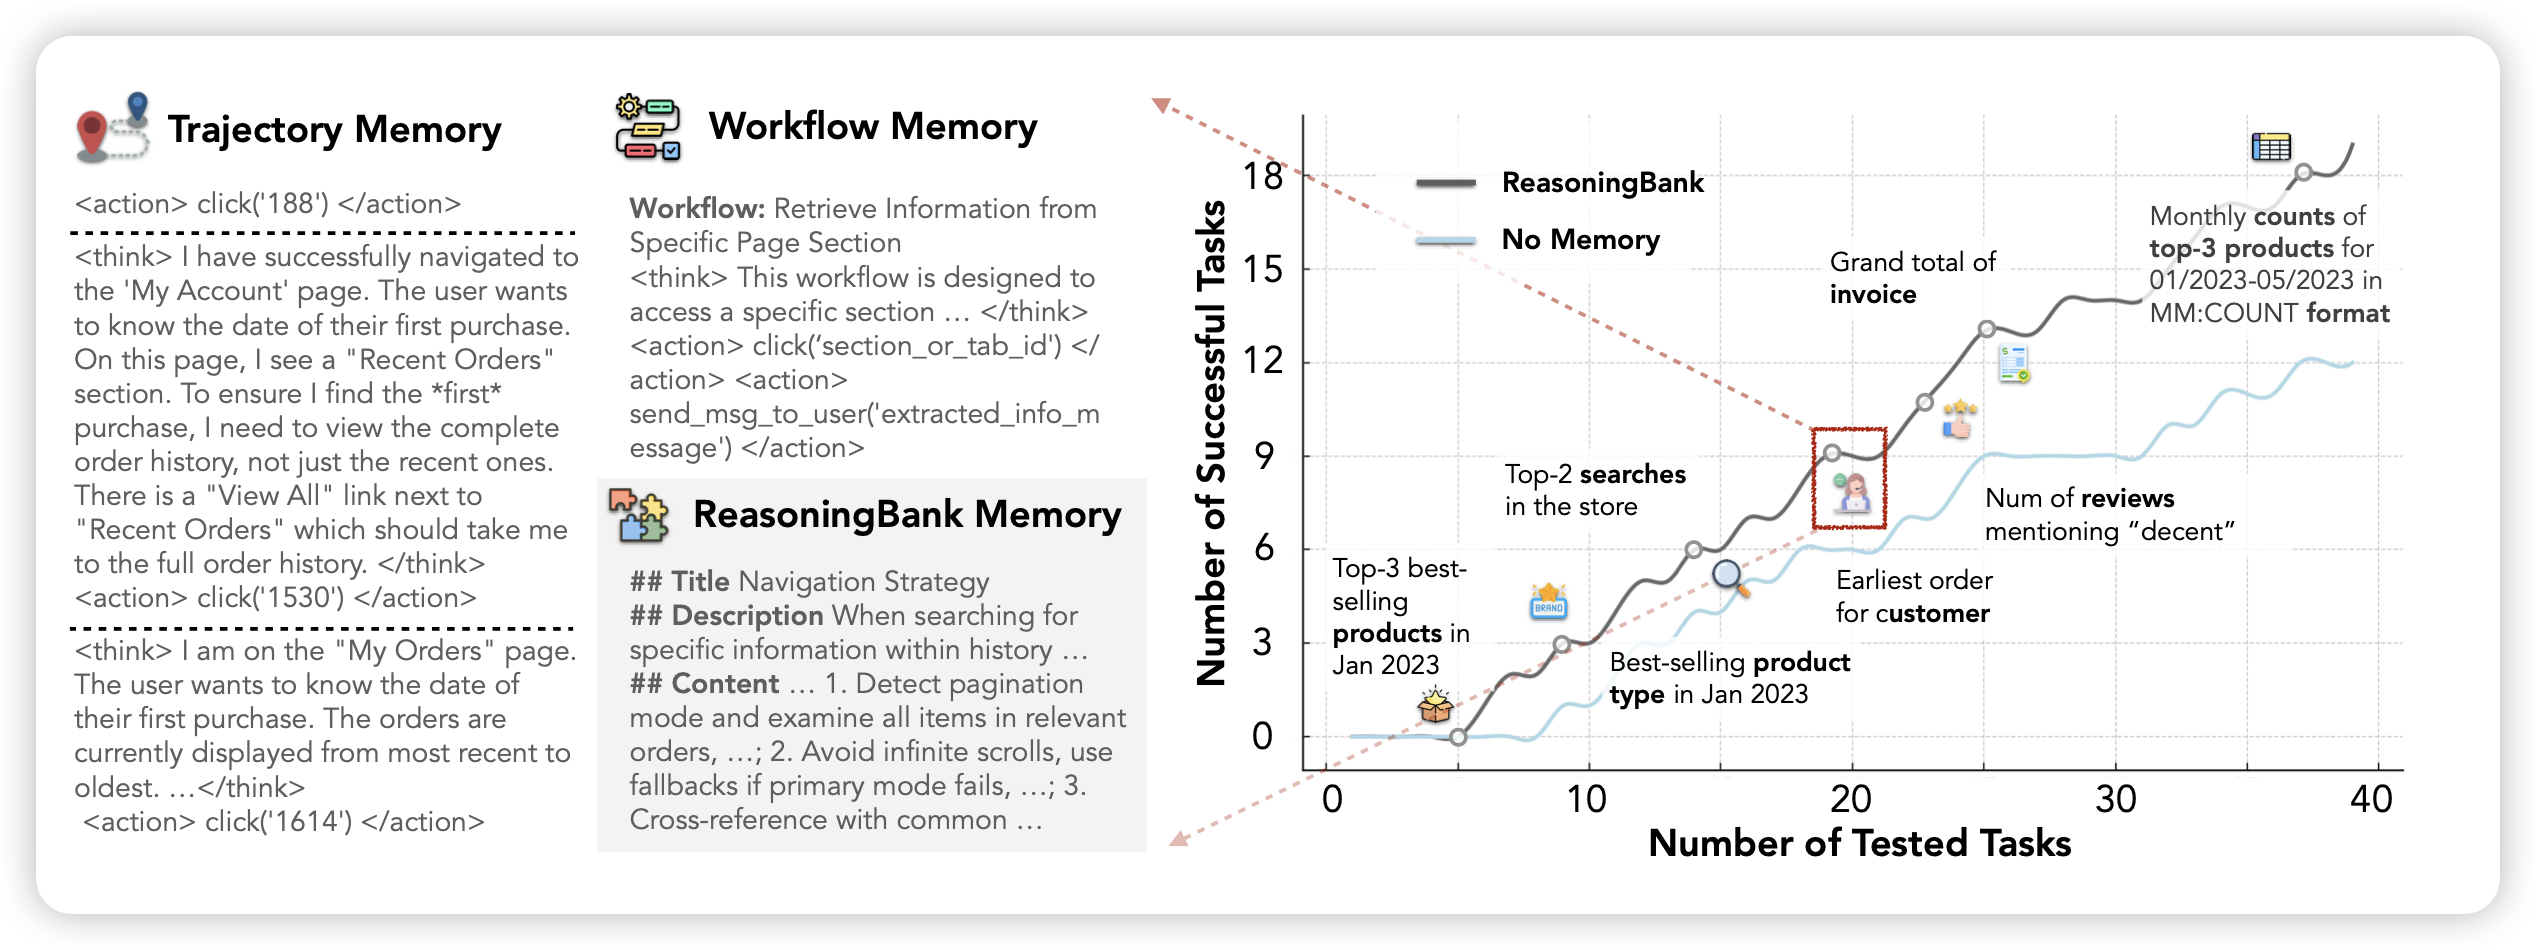 Trajectory Memory
<action> click('188') </action>
<think> I have successfully navigated to
the 'My Account' page. The user wants
to know the date of their first purchase.
On this page, I see a "Recent Orders"
section. To ensure I find the *first*
purchase, I need to view the complete
order history, not just the recent ones.
There is a "View All" link next to
"Recent Orders" which should take me
to the full order history. </think>
<action> click('1530') </action>
<think> I am on the "My Orders" page.
The user wants to know the date of
their first purchase. The orders are
currently displayed from most recent to
oldest. …</think>
<action> click('1614') </action>
Workflow Memory
Workflow: Retrieve Information from
Specific Page Section
<think> This workflow is designed to
access a specific section … </think>
<action> click(‘section_or_tab_id') </
action> <action>
send_msg_to_user('extracted_info_m
essage') </action>
ReasoningBank Memory
## Title Navigation Strategy
## Description When searching for
specific information within history …
## Content … 1. Detect pagination
mode and examine all items in relevant
orders, …; 2. Avoid infinite scrolls, use
fallbacks if primary mode fails, …; 3.
Cross-reference with common …
Number of Successful Tasks
18
15
12
9
6
3
0
ReasoningBank
No Memory
Top-3 best-
selling
products in
Jan 2023
BRAND
Best-selling product
type in Jan 2023
Top-2 searches
in the store
Earliest order
for customer
Num of reviews
mentioning “decent”
Grand total of
invoice
Monthly counts of
top-3 products for
01/2023-05/2023 in
MM:COUNT format
0
10
20
30
40
Number of Tested Tasks